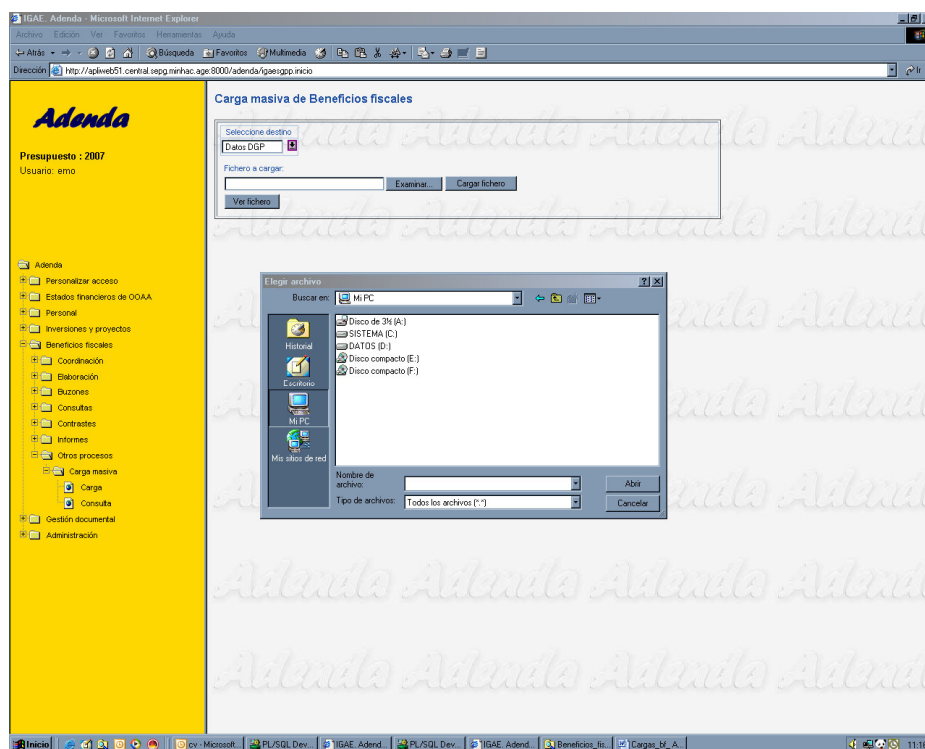 IGAE. Adenda - Microsoft Internet Explorer
Archivo Edición Ver Favoritos Herramientas Ayuda
Atrás Búsqueda Favoritos Multimedia
Dirección http://apliweb51.central.sepg.minhac.age:8000/adenda/igaesgpp.inicio
Adenda
Presupuesto : 2007
Usuario: emo
Adenda
Personalizar acceso
Estados financieros de OOAA
Personal
Inversiones y proyectos
Beneficios fiscales
Coordinación
Elaboración
Buzones
Consultas
Contrastes
Informes
Otros procesos
Carga masiva
Carga
Consulta
Gestión documental
Administración
Carga masiva de Beneficios fiscales
Seleccione destino
Datos DGP
Fichero a cargar:
Examinar... Cargar fichero
Ver fichero
Elegir archivo
Buscar en: Mi PC
Historial
Escritorio
Mi PC
Mis sitios de red
Disco de 3½ (A:)
SISTEMA (C:)
DATOS (D:)
Disco compacto (E:)
Disco compacto (F:)
Nombre de archivo:
Abrir
Tipo de archivos: Todos los archivos (*.*)
Cancelar
Inicio cv - Microsoft... PL/SQL Dev... IGAE. Adend... PL/SQL Dev... IGAE. Adend... Beneficios_fis... Cargas_bf_A...